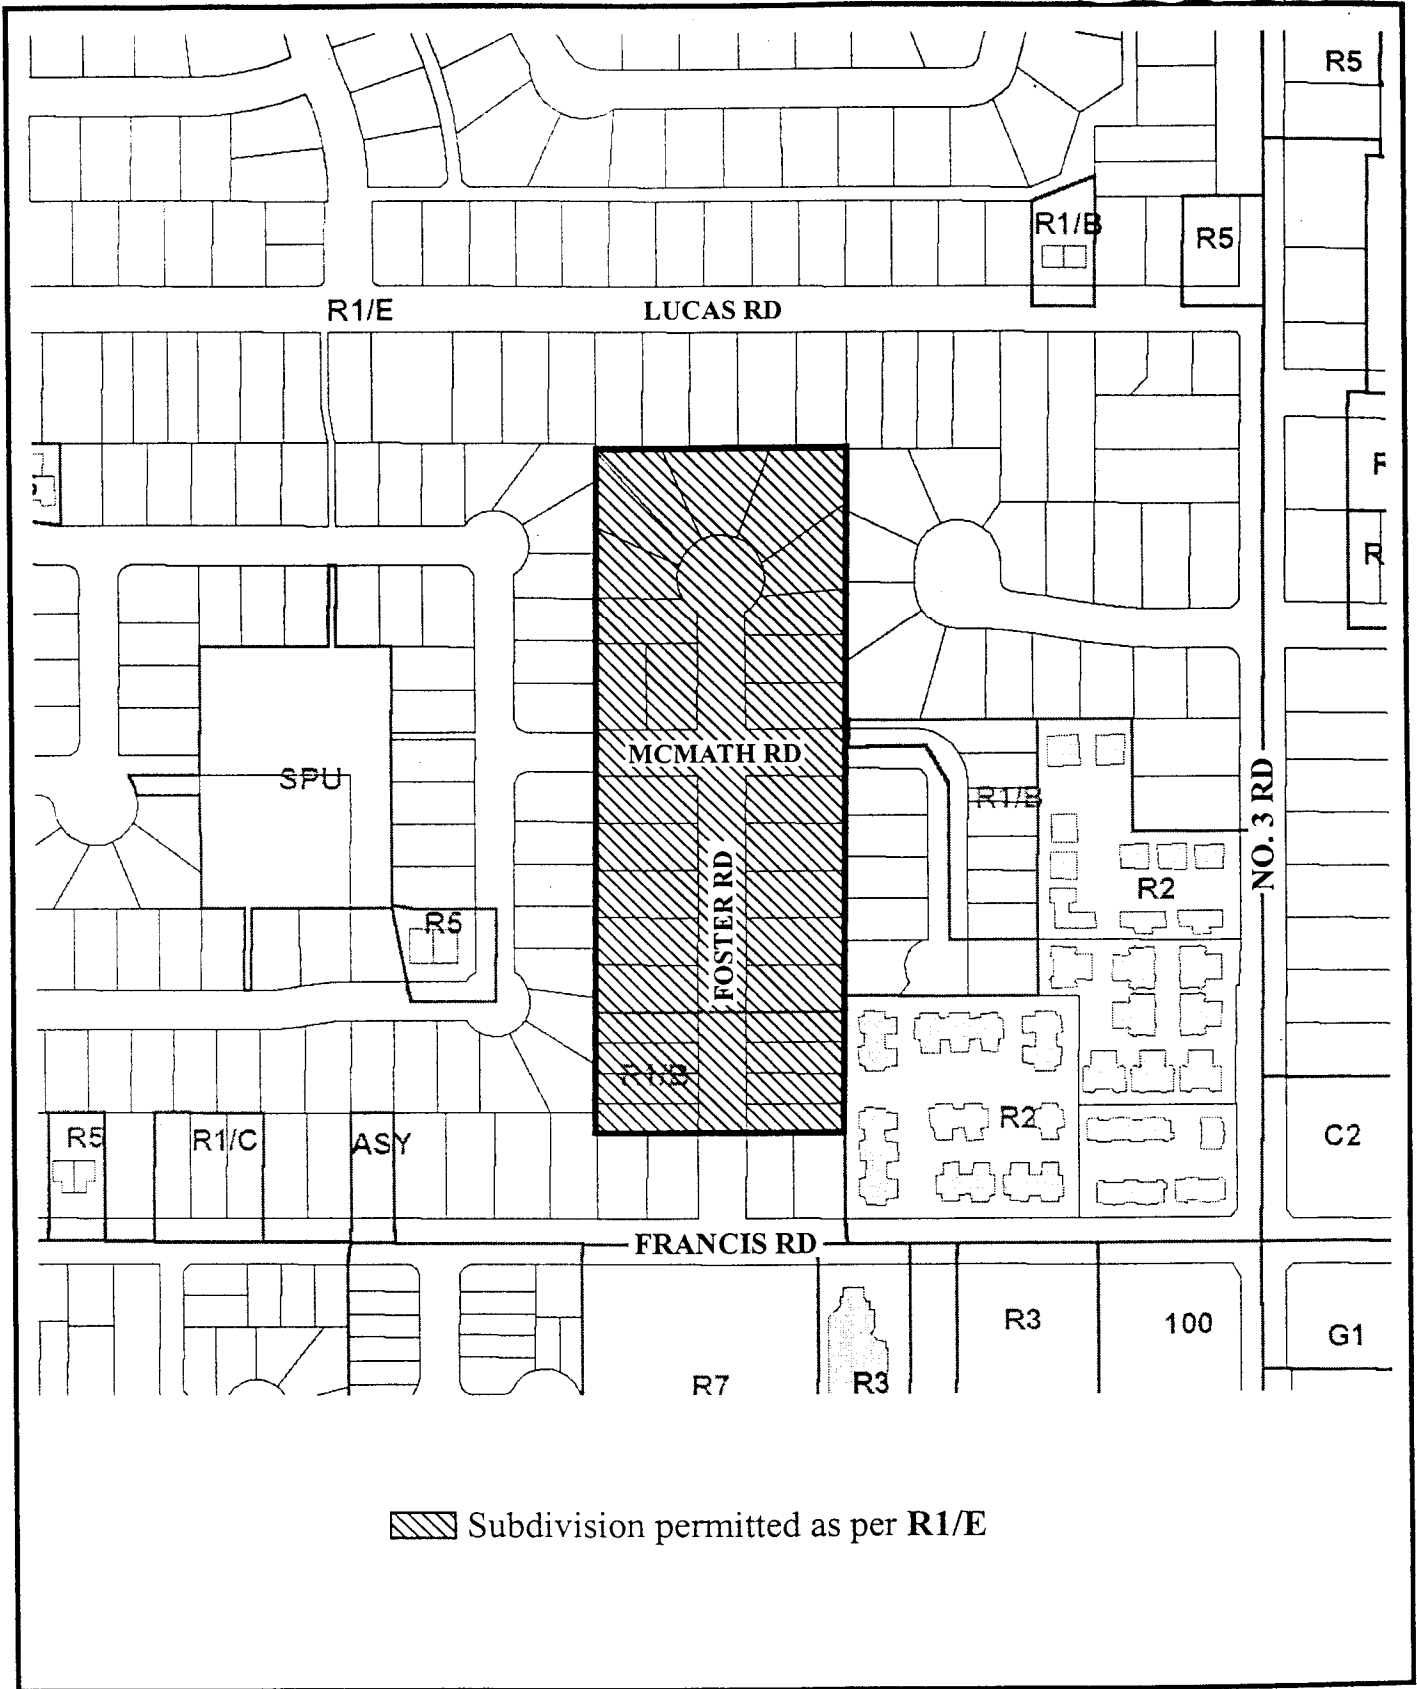 R5
R1/B
R5
R1/E
LUCAS RD
F
R
MCMATH RD
SPU
R1/B
NO. 3 RD
FOSTER RD
R2
R5
R1/B
R2
R5
R1/C
ASY
C2
FRANCIS RD
R3
100
G1
R7
R3
Subdivision permitted as per R1/E